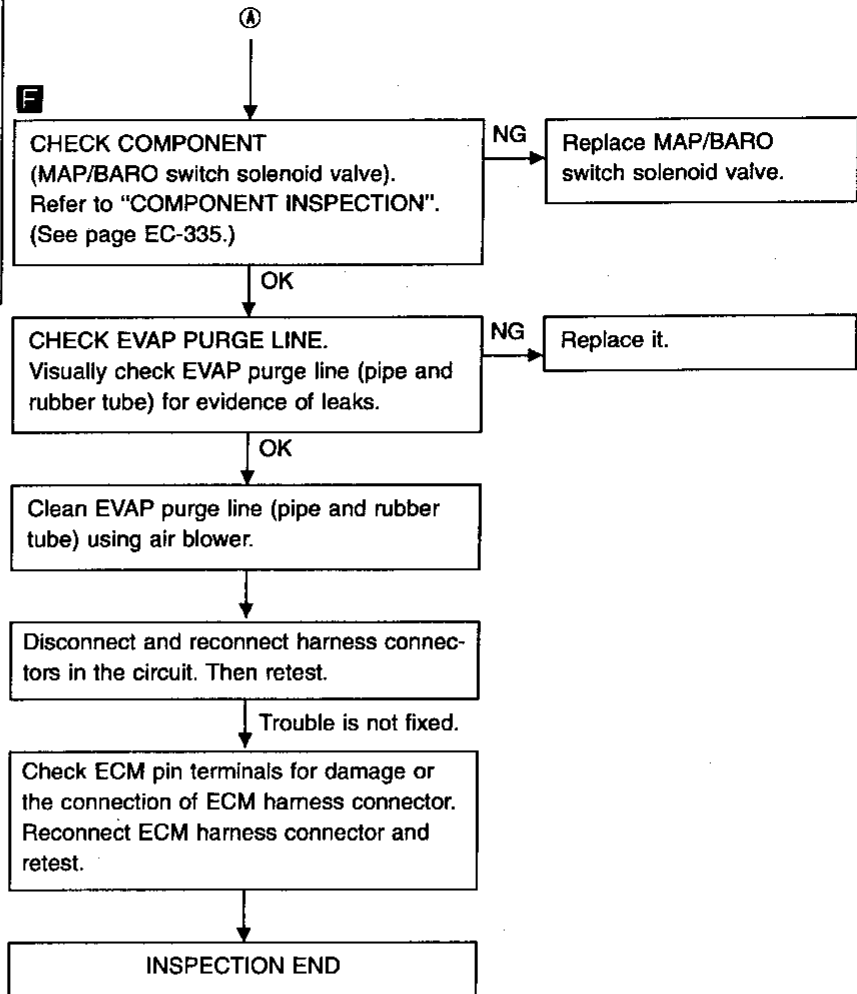 Ⓐ
F
CHECK COMPONENT
(MAP/BARO switch solenoid valve).
Refer to "COMPONENT INSPECTION".
(See page EC-335.)
NG
Replace MAP/BARO
switch solenoid valve.
OK
CHECK EVAP PURGE LINE.
Visually check EVAP purge line (pipe and
rubber tube) for evidence of leaks.
NG
Replace it.
OK
Clean EVAP purge line (pipe and rubber
tube) using air blower.
Disconnect and reconnect harness connec-
tors in the circuit. Then retest.
Trouble is not fixed.
Check ECM pin terminals for damage or
the connection of ECM harness connector.
Reconnect ECM harness connector and
retest.
INSPECTION END